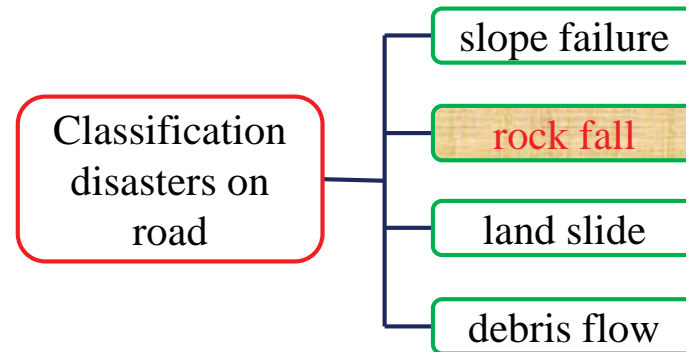 Classification
disasters on
road
slope failure
rock fall
land slide
debris flow